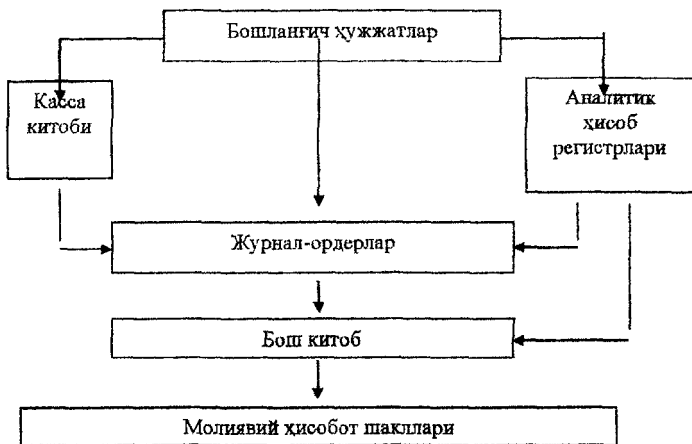 Бошланғич ҳужжатлар
Касса
китоби
Аналитик
ҳисоб
регистрлари
Журнал-ордерлар
Бош китоб
Молиявий ҳисобот шакллари